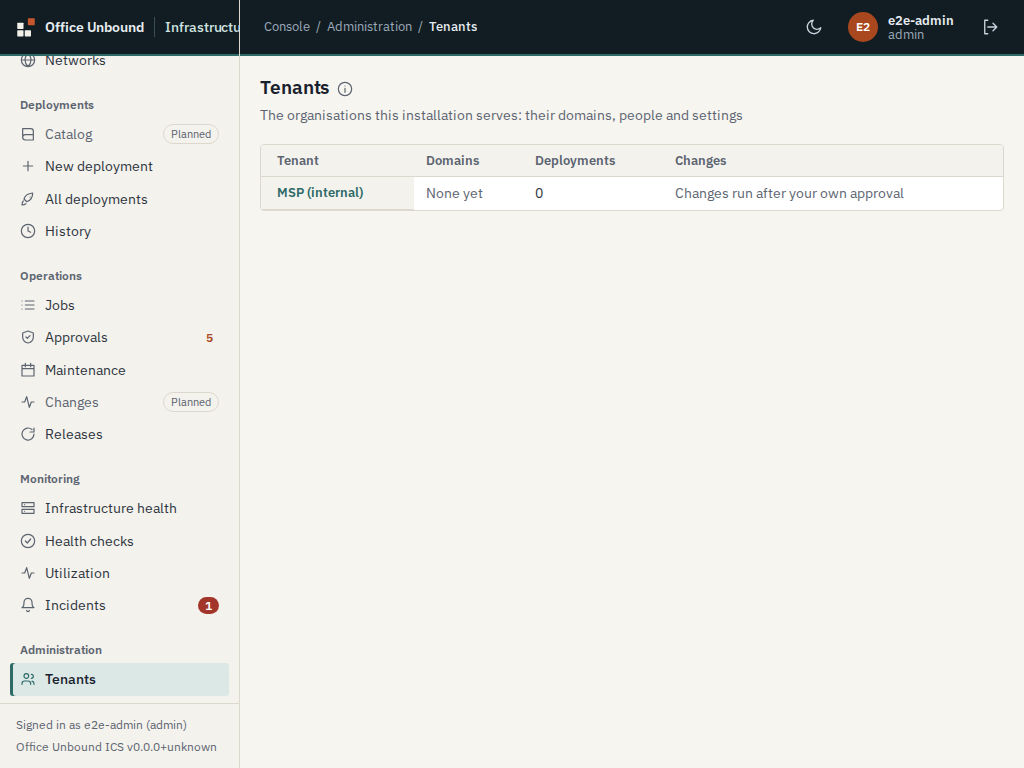 Office Unbound
Console / Administration / Tenants
E2
e2e-admin
admin
Networks
Deployments
Catalog Planned
New deployment
All deployments
History
Operations
Jobs
Approvals 5
Maintenance
Changes Planned
Releases
Monitoring
Infrastructure health
Health checks
Utilization
Incidents 1
Administration
Tenants
Signed in as e2e-admin (admin)
Office Unbound ICS v0.0.0+unknown
Tenants
The organisations this installation serves: their domains, people and settings
Tenant Domains Deployments Changes
MSP (internal) None yet 0 Changes run after your own approval